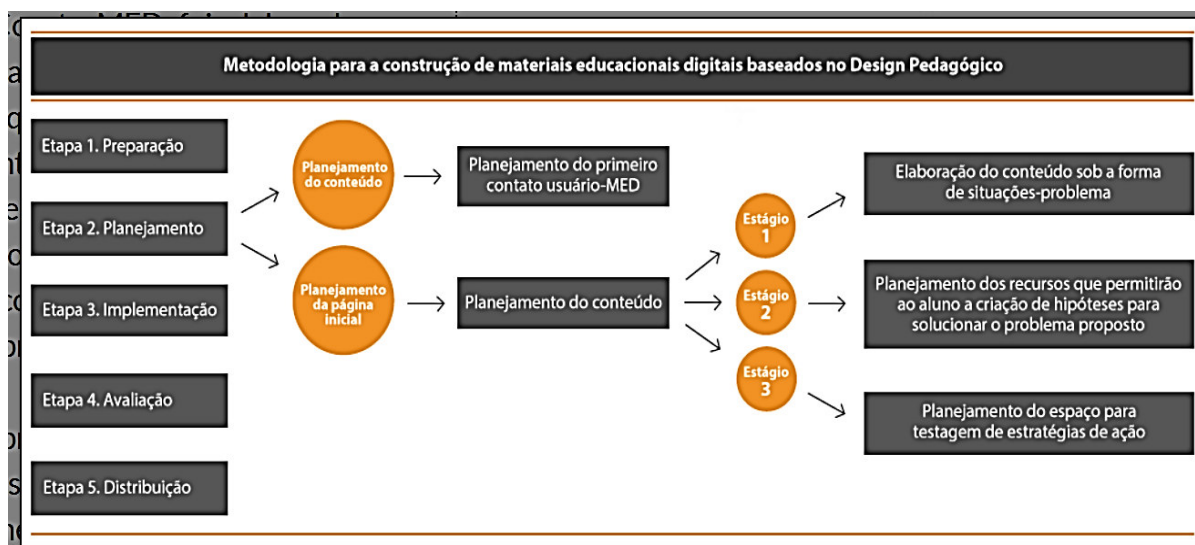 Metodologia para a construção de materiais educacionais digitais baseados no Design Pedagógico
Etapa 1. Preparação
Etapa 2. Planejamento
Etapa 3. Implementação
Etapa 4. Avaliação
Etapa 5. Distribuição
Planejamento
do conteúdo
Planejamento do primeiro
contato usuário-MED
Planejamento
da página
inicial
Planejamento do conteúdo
Estágio
1
Elaboração do conteúdo sob a forma
de situações-problema
Estágio
2
Planejamento dos recursos que permitirão
ao aluno a criação de hipóteses para
solucionar o problema proposto
Estágio
3
Planejamento do espaço para
testagem de estratégias de ação